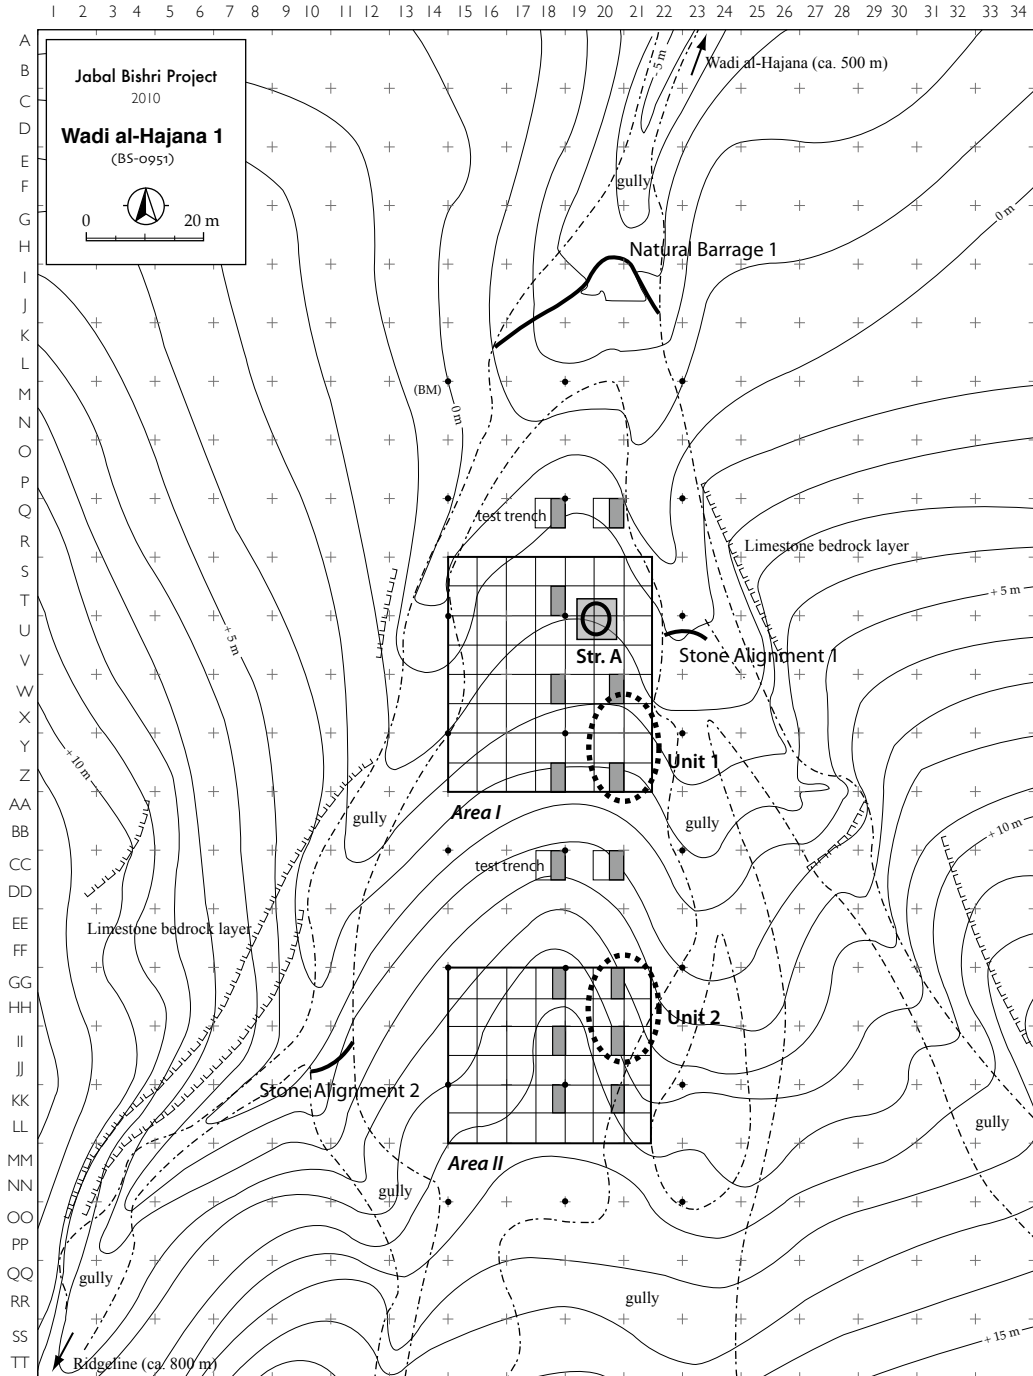 1 2 3 4 5 6 7 8 9 10 11 12 13 14 15 16 17 18 19 20 21 22 23 24 25 26 27 28 29 30 31 32 33 34
A
B
C
D
E
F
G
H
I
J
K
L
M
N
O
P
Q
R
S
T
U
V
W
X
Y
Z
AA
BB
CC
DD
EE
FF
GG
HH
II
JJ
KK
LL
MM
NN
OO
PP
QQ
RR
SS
TT
Jabal Bishri Project
2010
Wadi al-Hajana 1
(BS-0951)
0 20 m
-5 m
Wadi al-Hajana (ca. 500 m)
gully
0 m
Natural Barrage 1
(BM)
0 m
test trench
Limestone bedrock layer
+5 m
+5 m
Str. A
Stone Alignment 1
+10 m
Unit 1
Area I
gully
gully
+10 m
test trench
Limestone bedrock layer
Unit 2
Stone Alignment 2
gully
Area II
gully
gully
gully
+15 m
Ridgeline (ca. 800 m)